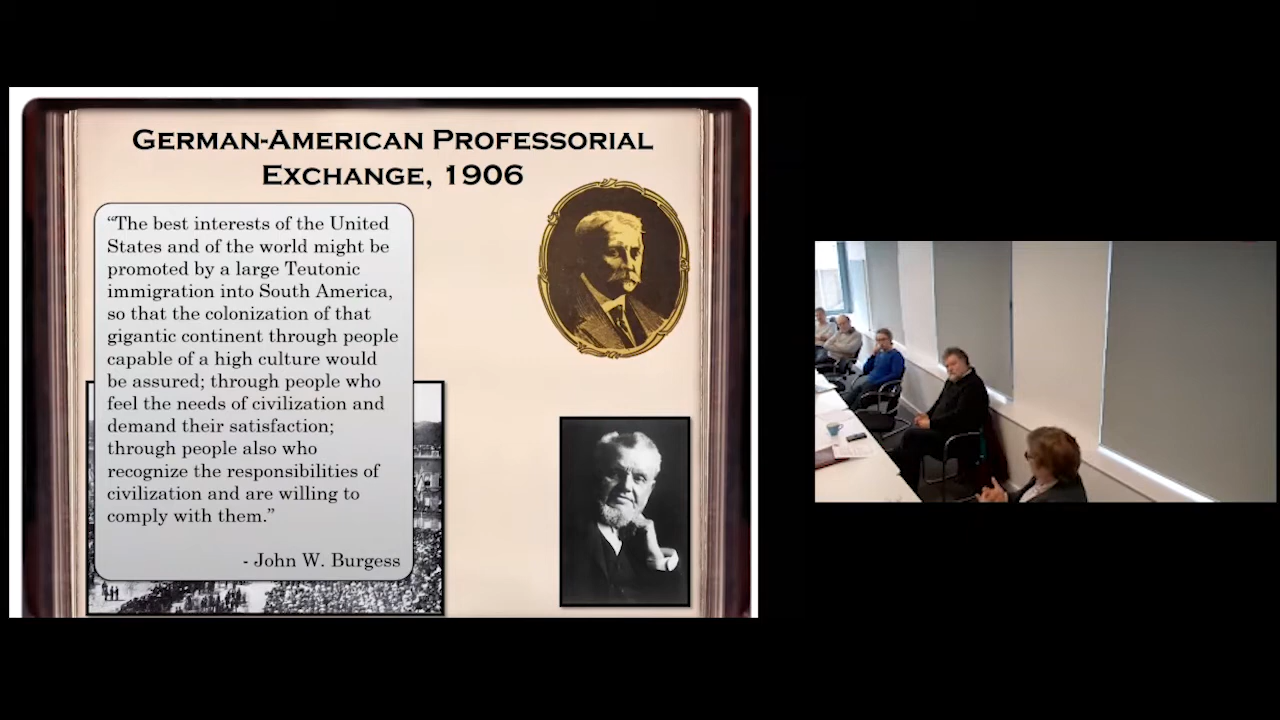 German-American Professorial
Exchange, 1906
“The best interests of the United
States and of the world might be
promoted by a large Teutonic
immigration into South America,
so that the colonization of that
gigantic continent through people
capable of a high culture would
be assured; through people who
feel the needs of civilization and
demand their satisfaction;
through people also who
recognize the responsibilities of
civilization and are willing to
comply with them.”
- John W. Burgess